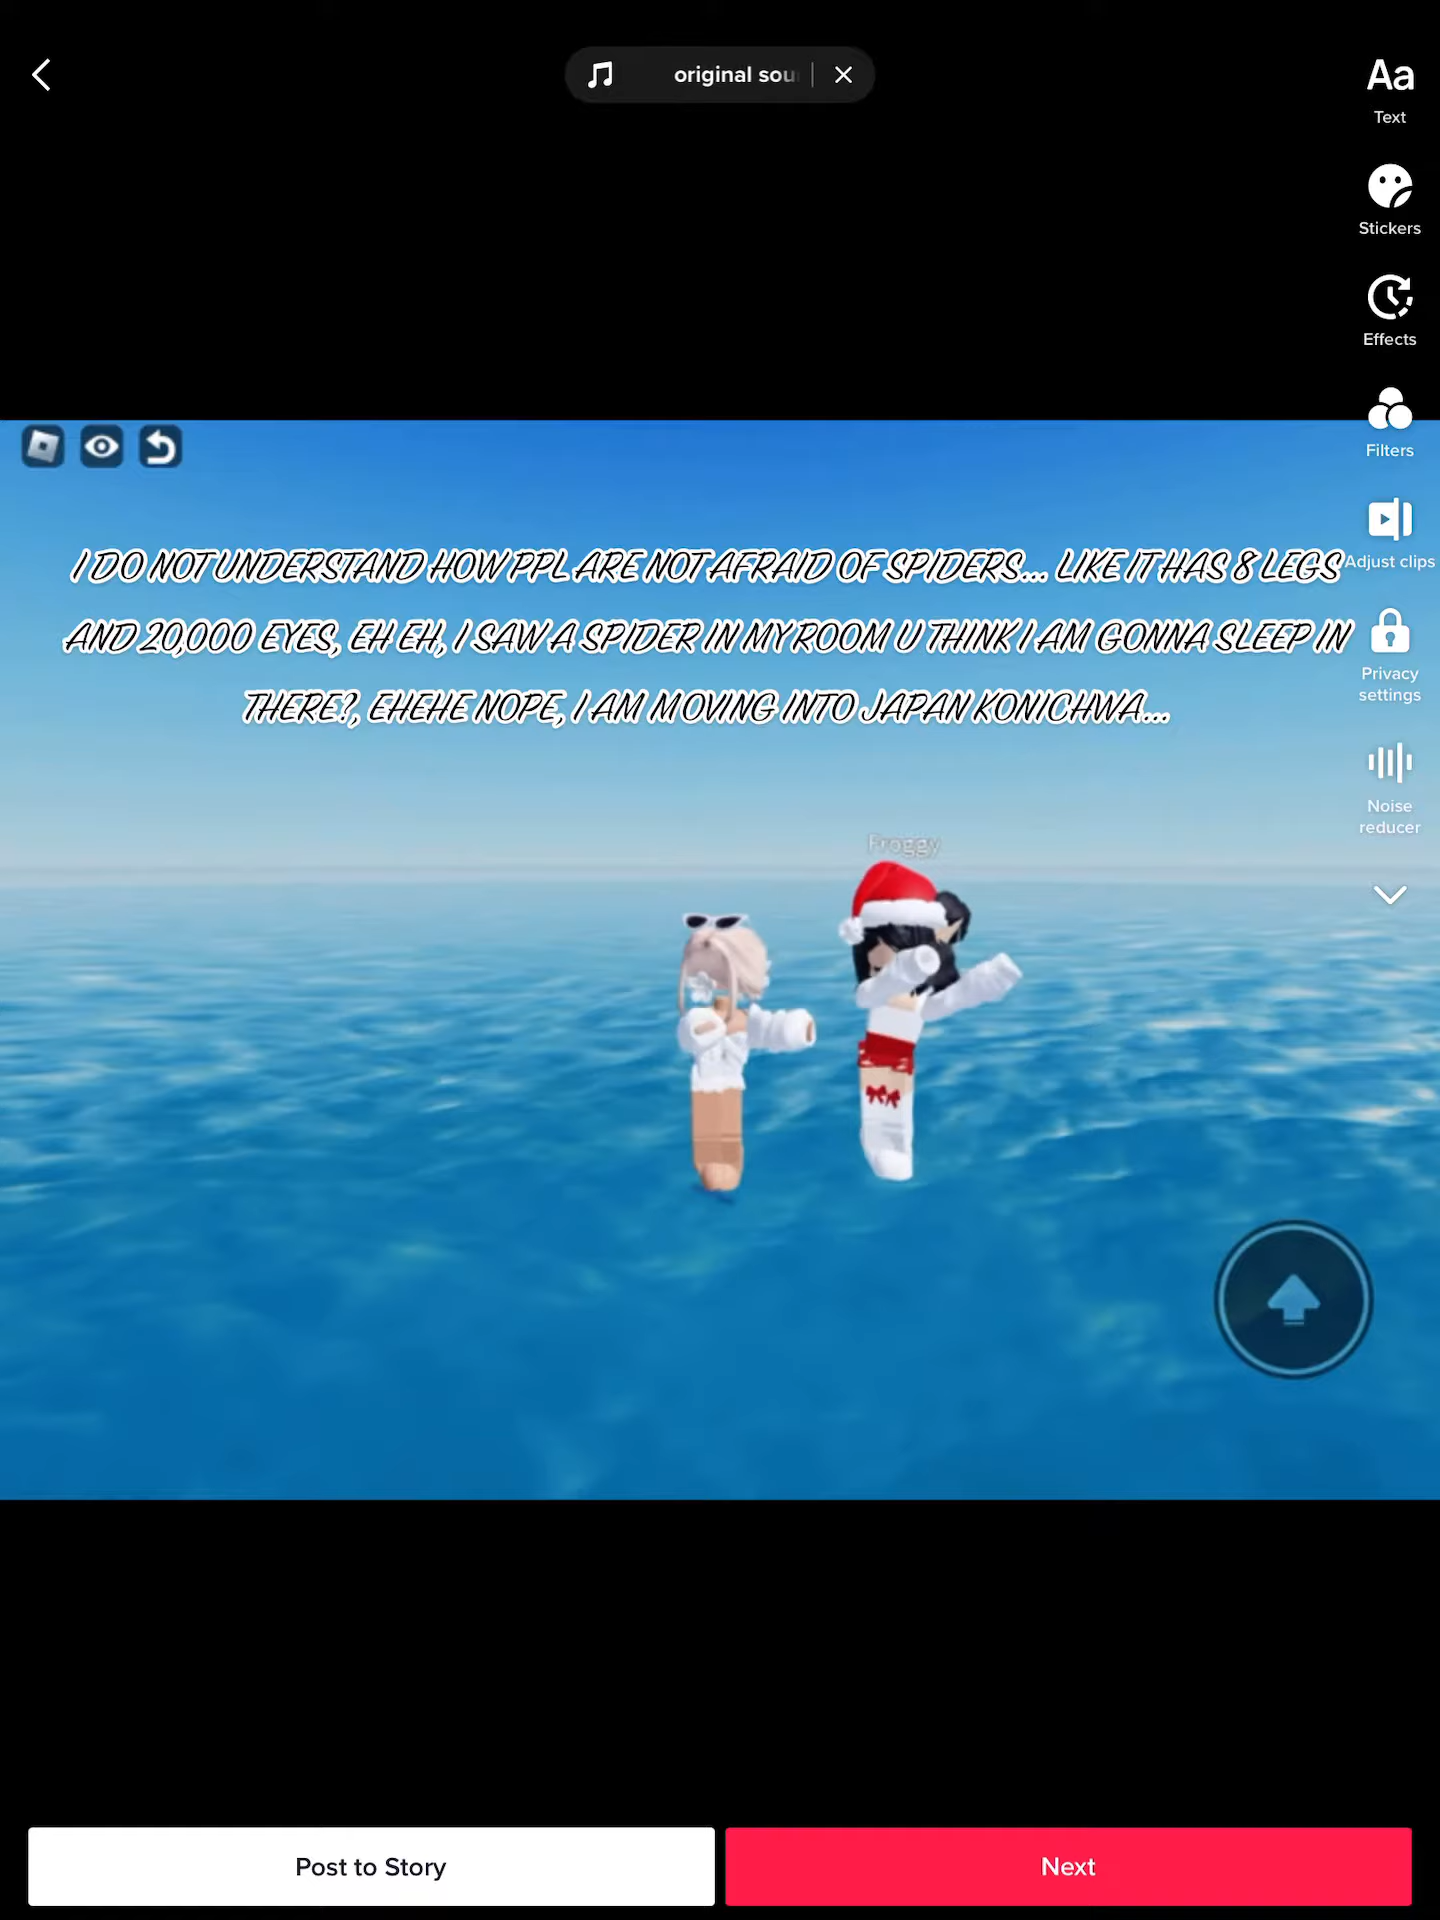 original sou
Aa
Text
Stickers
Effects
Filters
Adjust clips
Privacy
settings
Noise
reducer
I DO NOT UNDERSTAND HOW PPL ARE NOT AFRAID OF SPIDERS... LIKE IT HAS 8 LEGS
AND 20,000 EYES, EH EH, I SAW A SPIDER IN MY ROOM U THINK I AM GONNA SLEEP IN
THERE?, EHEHE NOPE, I AM MOVING INTO JAPAN KONICHWA...
Froggy
Post to Story
Next